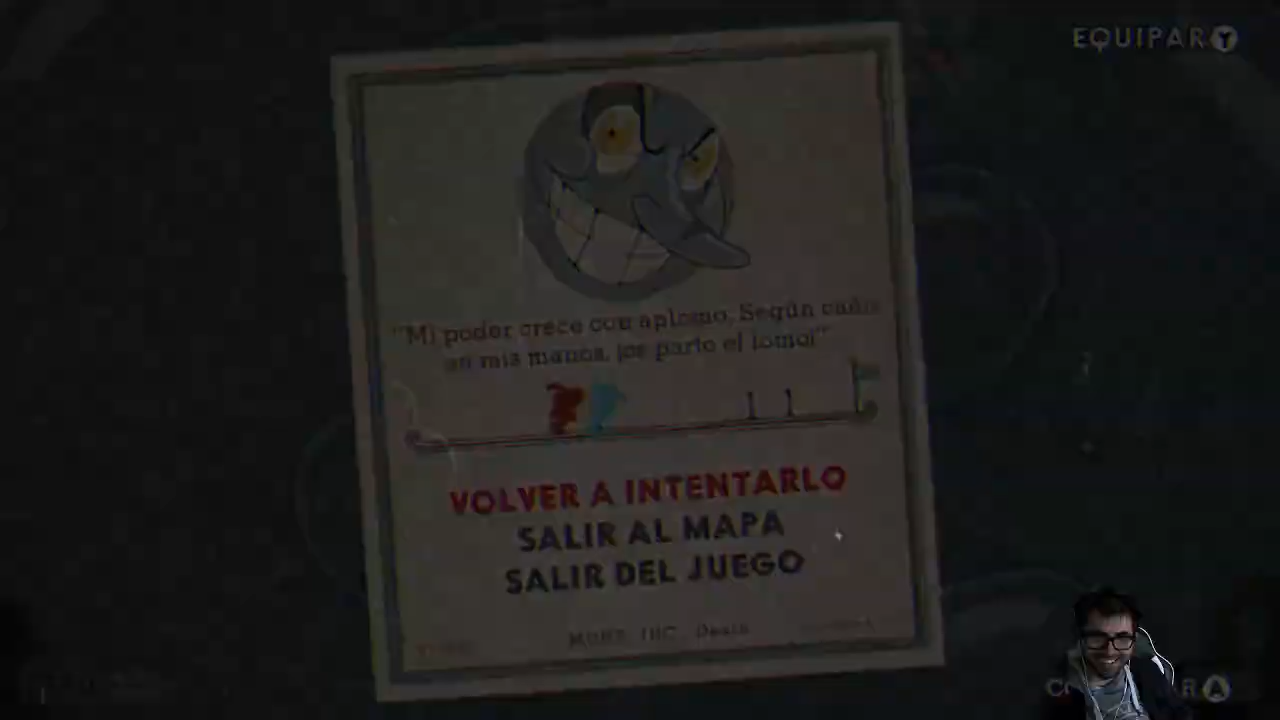 EQUIPAR Y
"Mi poder crece con aplomo. Según caéis
en mis manos, ¡os parto el lomo!"
VOLVER A INTENTARLO
SALIR AL MAPA
SALIR DEL JUEGO
A